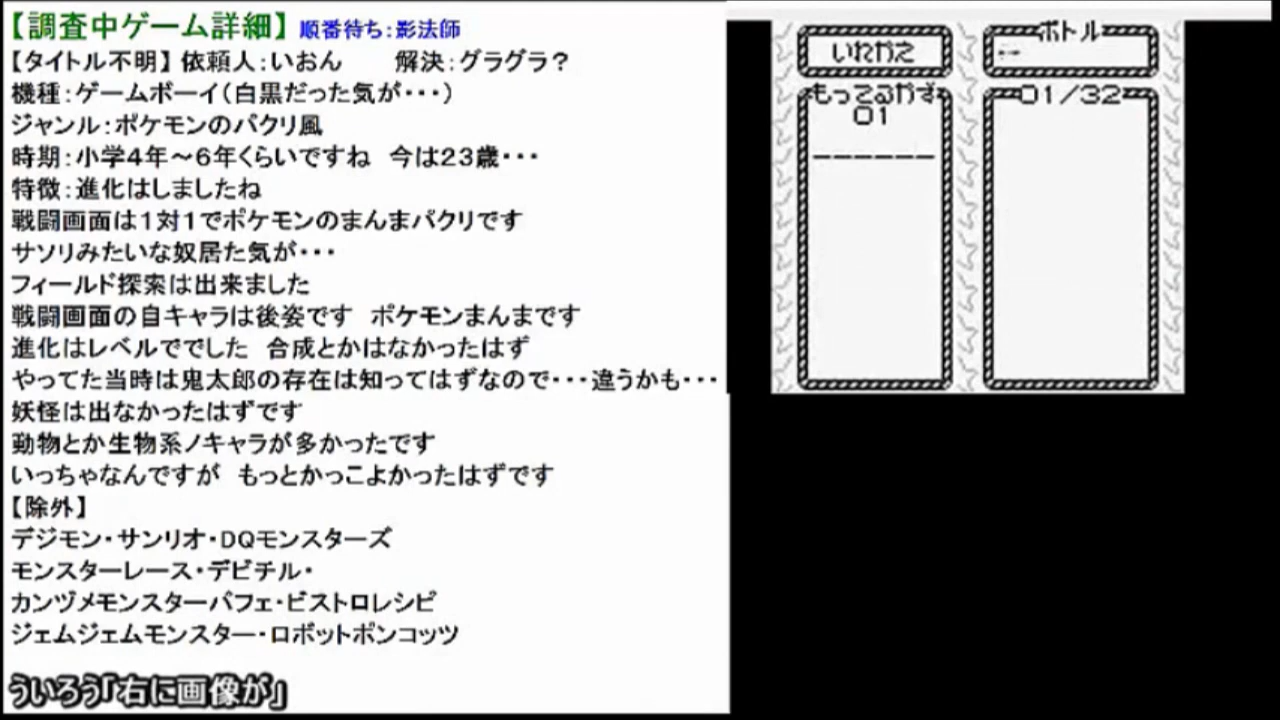 【調査中ゲーム詳細】 順番待ち：影法師
【タイトル不明】 依頼人：いおん　　解決：グラグラ？
機種：ゲームボーイ（白黒だった気が・・・）
ジャンル：ポケモンのパクリ風
時期：小学４年～６年くらいですね　今は２３歳・・・
特徴：進化はしましたね
戦闘画面は１対１でポケモンのまんまパクリです
サソリみたいな奴居た気が・・・
フィールド探索は出来ました
戦闘画面の自キャラは後姿です　ポケモンまんまです
進化はレベルででした　合成とかはなかったはず
やってた当時は鬼太郎の存在は知ってはずなので・・・違うかも・・・
妖怪は出なかったはずです
動物とか生物系ノキャラが多かったです
いっちゃなんですが　もっとかっこよかったはずです
【除外】
デジモン・サンリオ・DQモンスターズ
モンスターレース・デビチル・
カンヅメモンスターパフェ・ビストロレシピ
ジェムジェムモンスター・ロボットポンコッツ
ういろう「右に画像が」
いれかえ
ボトル
--
もってるかず
01
------
01/32